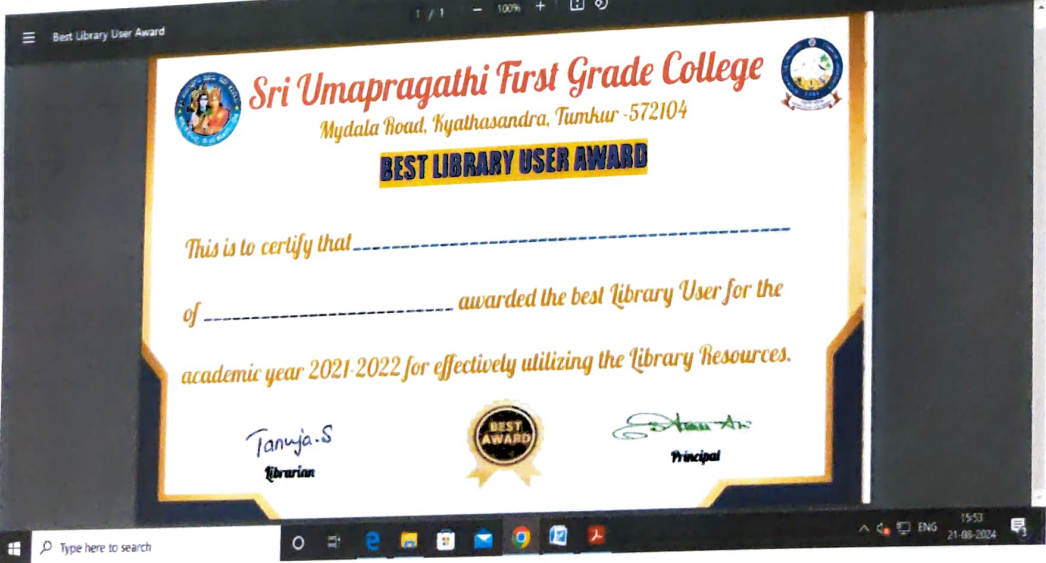 Best Library User Award
1 / 1 − 100% +
Sri Umapragathi First Grade College
Mydala Road, Kyathasandra, Tumkur -572104
BEST LIBRARY USER AWARD
This is to certify that
of awarded the best Library User for the
academic year 2021-2022 for effectively utilizing the Library Resources.
Tanuja.S
Librarian
BEST
AWARD
Principal
Type here to search
ENG
15:53
21-08-2024